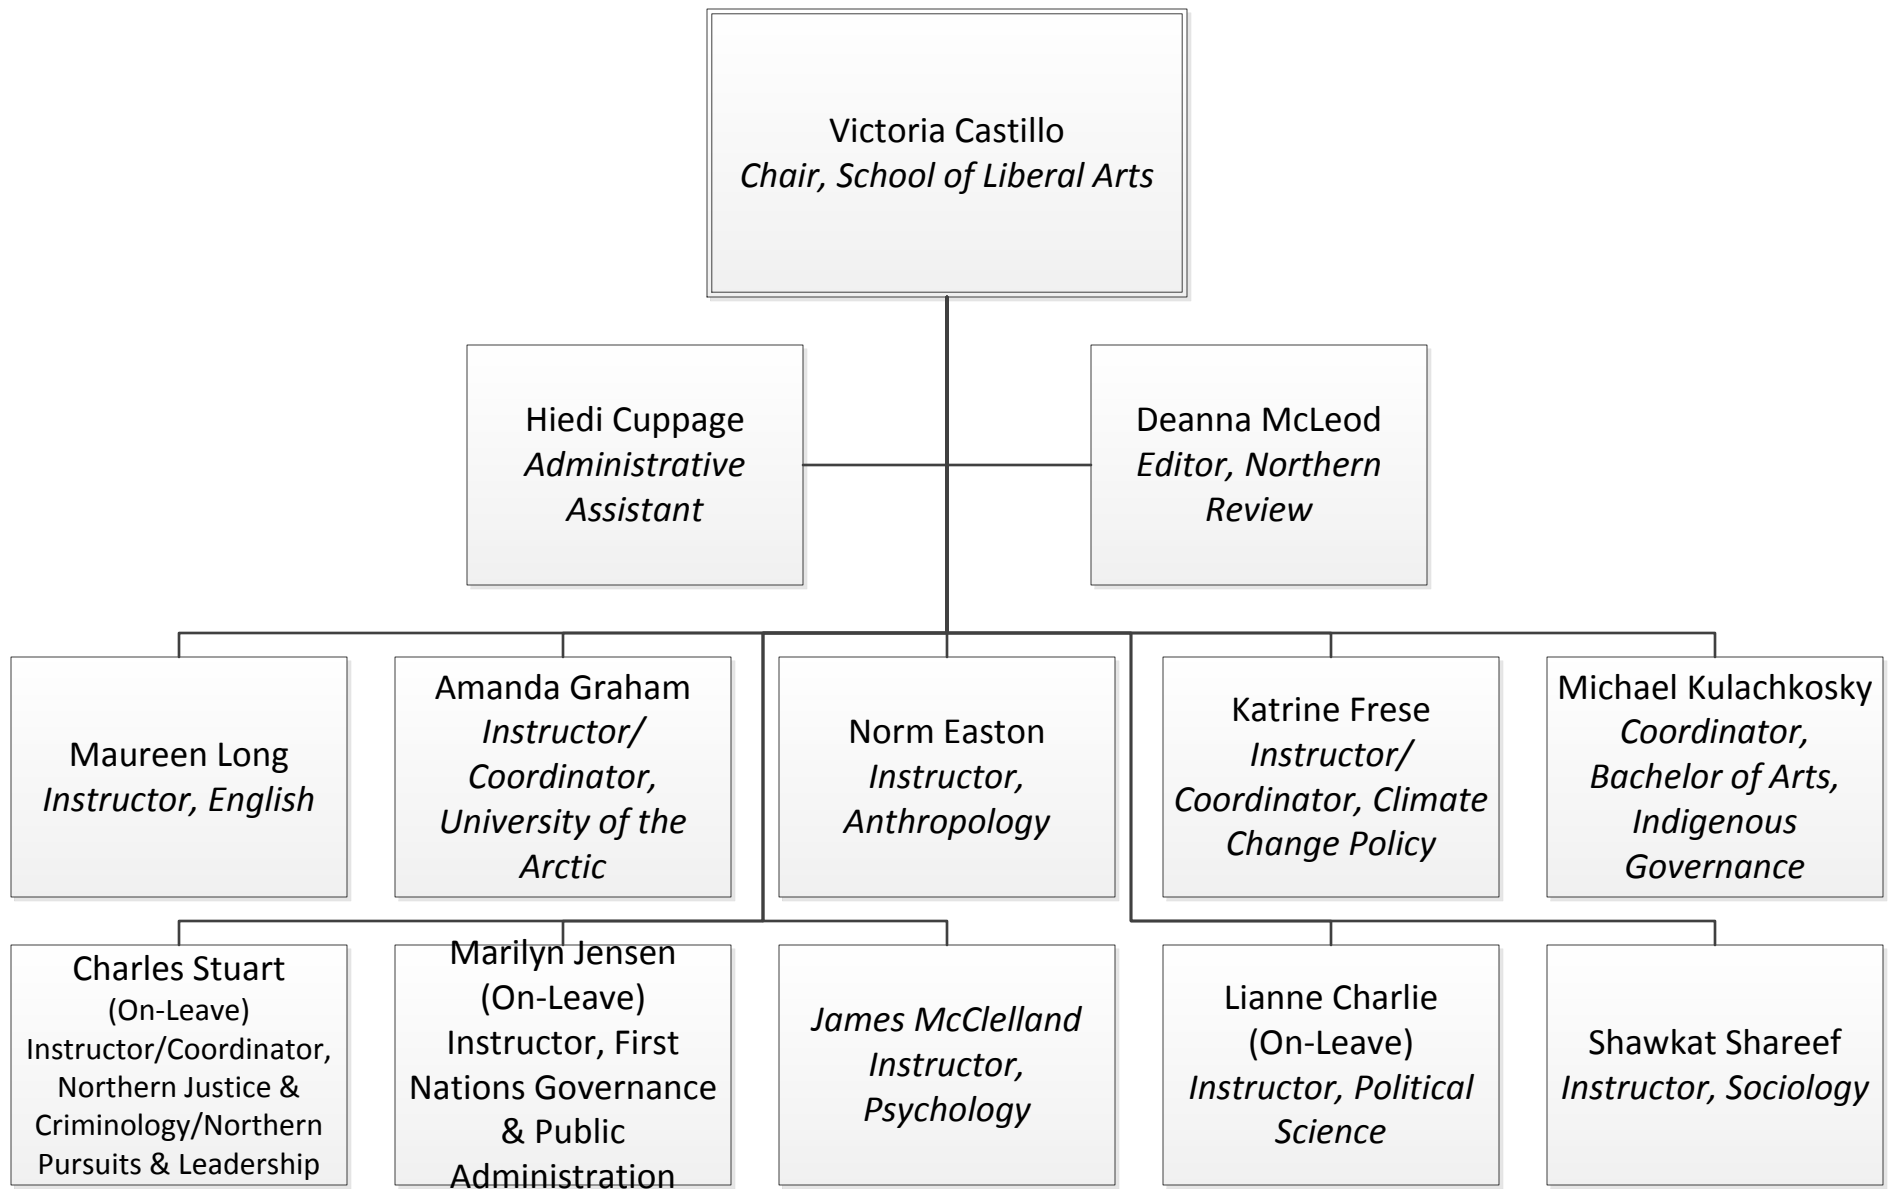 Victoria Castillo
Chair, School of Liberal Arts
Hiedi Cuppage
Administrative
Assistant
Deanna McLeod
Editor, Northern
Review
Maureen Long
Instructor, English
Amanda Graham
Instructor/
Coordinator,
University of the
Arctic
Norm Easton
Instructor,
Anthropology
Katrine Frese
Instructor/
Coordinator, Climate
Change Policy
Michael Kulachkosky
Coordinator,
Bachelor of Arts,
Indigenous
Governance
Charles Stuart
(On-Leave)
Instructor/Coordinator,
Northern Justice &
Criminology/Northern
Pursuits & Leadership
Marilyn Jensen
(On-Leave)
Instructor, First
Nations Governance
& Public
Administration
James McClelland
Instructor,
Psychology
Lianne Charlie
(On-Leave)
Instructor, Political
Science
Shawkat Shareef
Instructor, Sociology